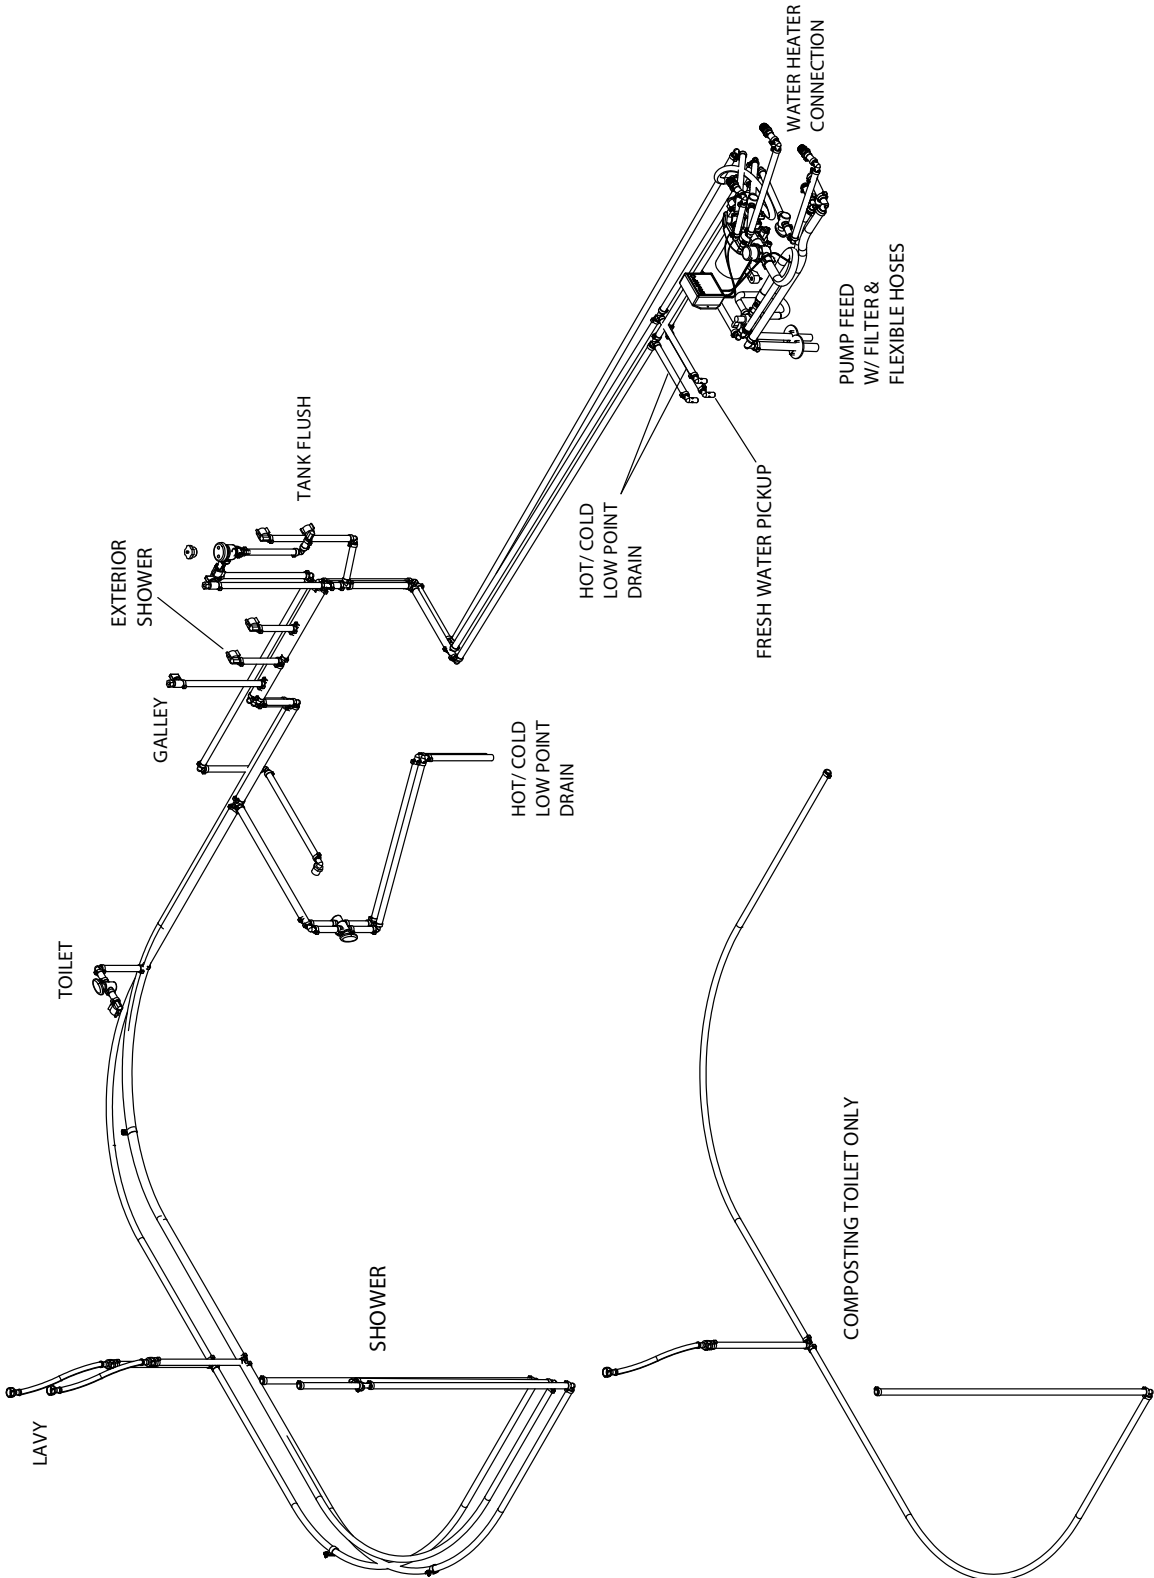 WATER HEATER
CONNECTION
PUMP FEED
W/ FILTER &
FLEXIBLE HOSES
TANK FLUSH
EXTERIOR
SHOWER
HOT/ COLD
LOW POINT
DRAIN
FRESH WATER PICKUP
GALLEY
HOT/ COLD
LOW POINT
DRAIN
TOILET
COMPOSTING TOILET ONLY
SHOWER
LAVY